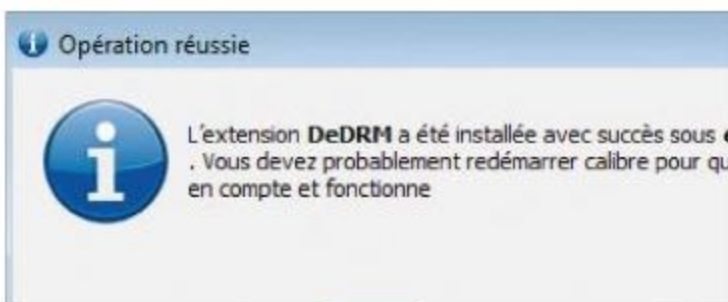 Opération réussie
L'extension DeDRM a été installée avec succès sous
. Vous devez probablement redémarrer calibre pour
en compte et fonctionne